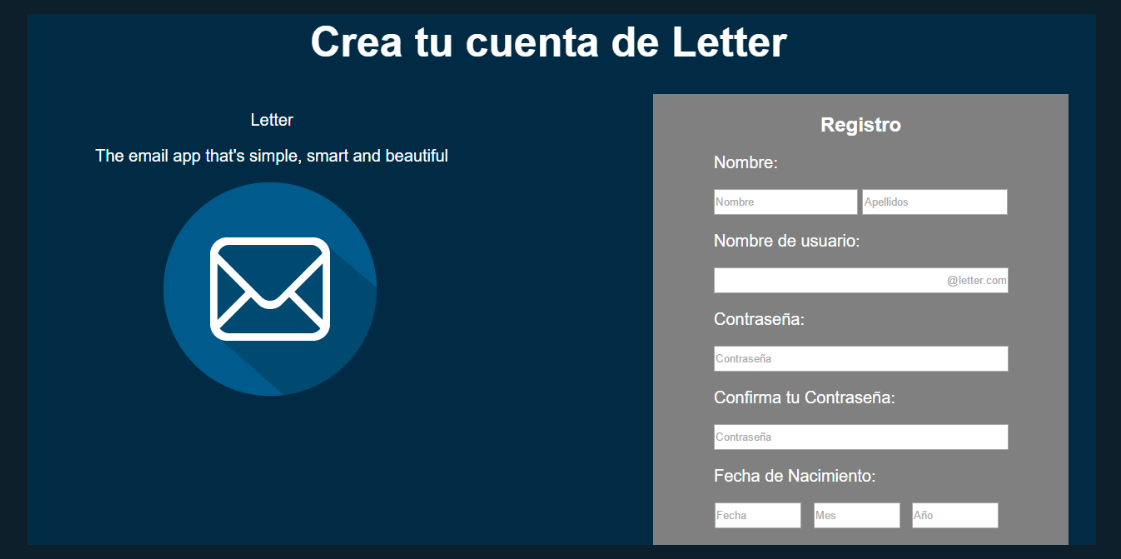 Crea tu cuenta de Letter
Letter
The email app that's simple, smart and beautiful
Registro
Nombre:
Nombre Apellidos
Nombre de usuario:
@letter.com
Contraseña:
Contraseña
Confirma tu Contraseña:
Contraseña
Fecha de Nacimiento:
Fecha Mes Año